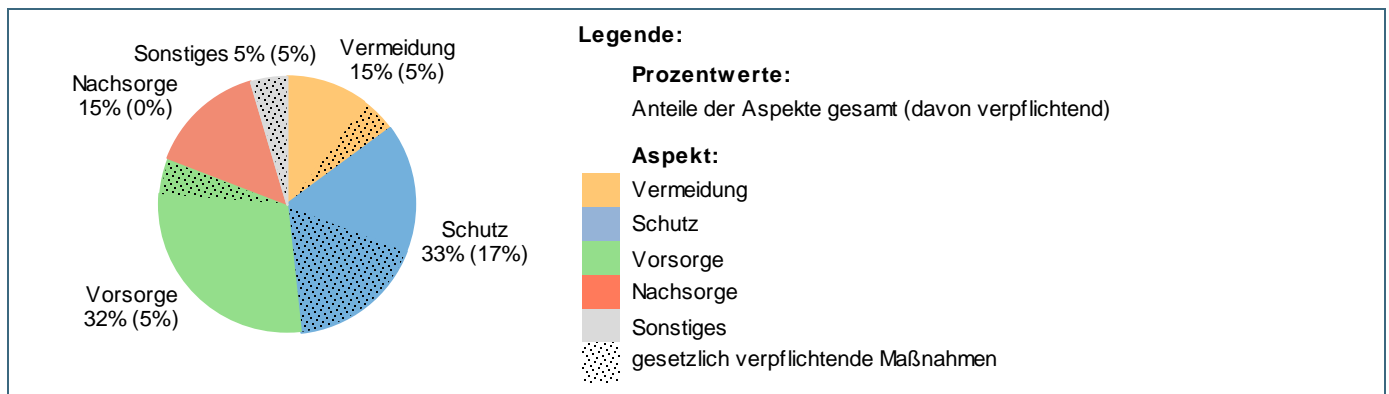 Sonstiges 5% (5%)
Vermeidung
15% (5%)
Nachsorge
15% (0%)
Schutz
33% (17%)
Vorsorge
32% (5%)
Legende:
Prozentwerte:
Anteile der Aspekte gesamt (davon verpflichtend)
Aspekt:
Vermeidung
Schutz
Vorsorge
Nachsorge
Sonstiges
gesetzlich verpflichtende Maßnahmen